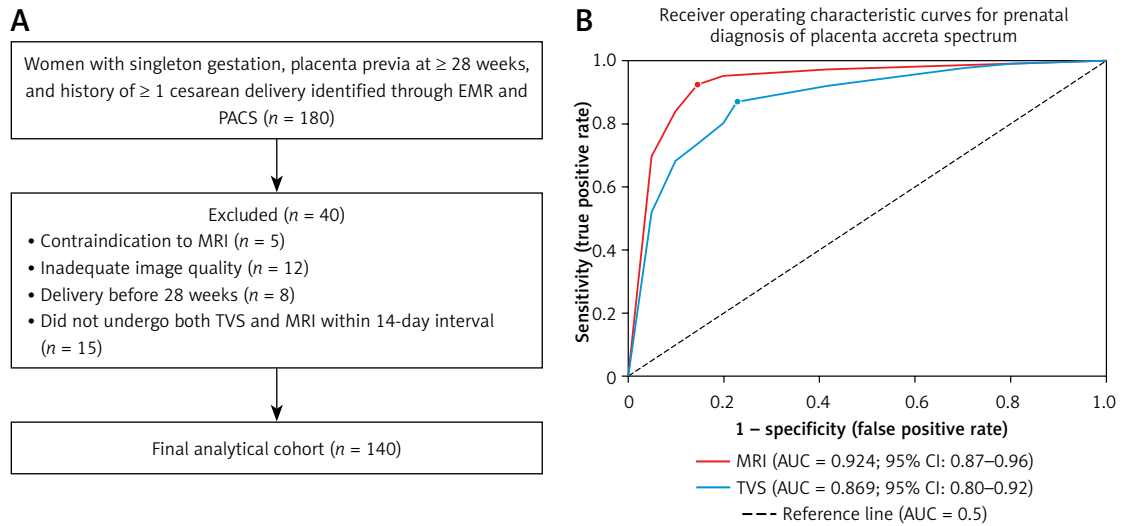 A
Women with singleton gestation, placenta previa at ≥ 28 weeks,
and history of ≥ 1 cesarean delivery identified through EMR and
PACS (n = 180)
Excluded (n = 40)
• Contraindication to MRI (n = 5)
• Inadequate image quality (n = 12)
• Delivery before 28 weeks (n = 8)
• Did not undergo both TVS and MRI within 14-day interval
(n = 15)
Final analytical cohort (n = 140)
B
Receiver operating characteristic curves for prenatal
diagnosis of placenta accreta spectrum
Sensitivity (true positive rate)
1.0
0.8
0.6
0.4
0.2
0
0 0.2 0.4 0.6 0.8 1.0
1 – specificity (false positive rate)
MRI (AUC = 0.924; 95% CI: 0.87–0.96)
TVS (AUC = 0.869; 95% CI: 0.80–0.92)
Reference line (AUC = 0.5)